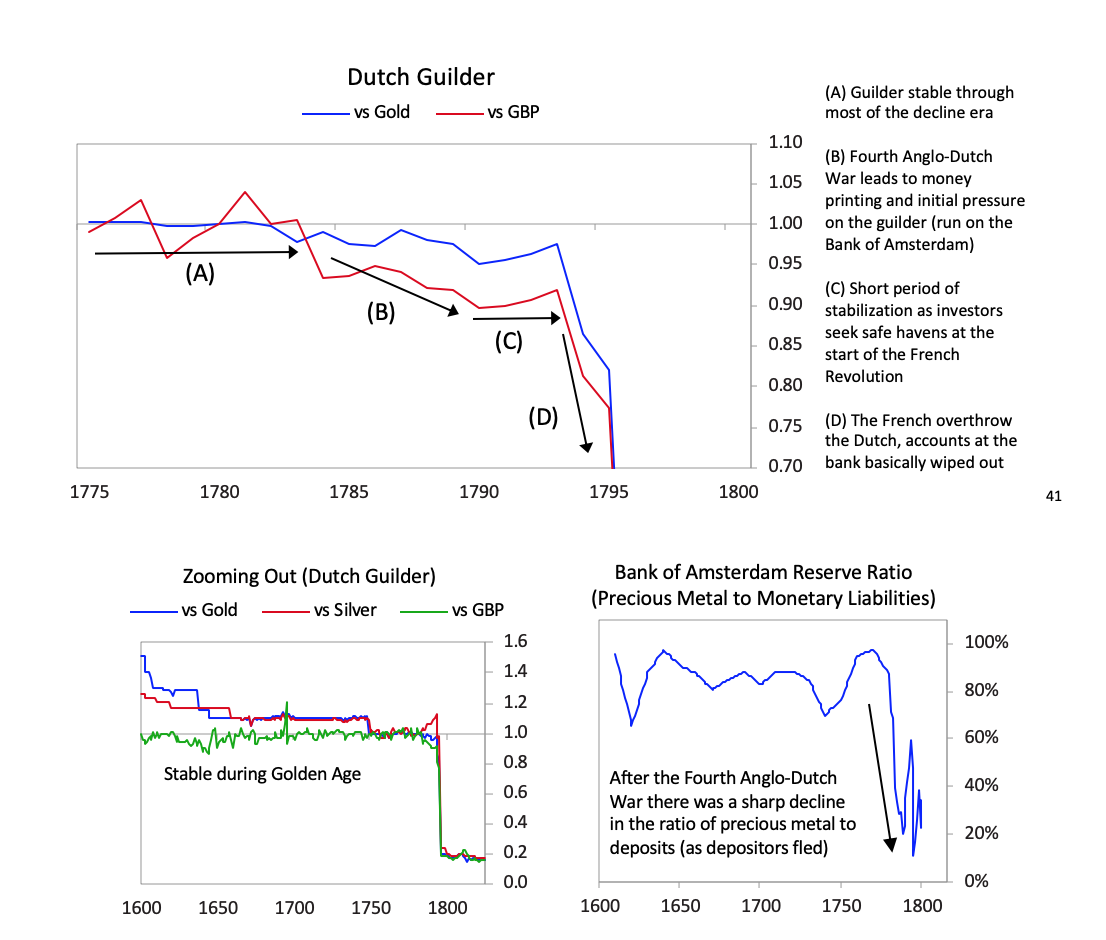 Dutch Guilder
vs Gold
vs GBP
1.10
1.05
1.00
0.95
0.90
0.85
0.80
0.75
0.70
(A)
(B)
(C)
(D)
1775
1780
1785
1790
1795
1800
(A) Guilder stable through
most of the decline era
(B) Fourth Anglo-Dutch
War leads to money
printing and initial pressure
on the guilder (run on the
Bank of Amsterdam)
(C) Short period of
stabilization as investors
seek safe havens at the
start of the French
Revolution
(D) The French overthrow
the Dutch, accounts at the
bank basically wiped out
41
Zooming Out (Dutch Guilder)
vs Gold
vs Silver
vs GBP
1.6
1.4
1.2
1.0
0.8
0.6
0.4
0.2
0.0
Stable during Golden Age
1600
1650
1700
1750
1800
Bank of Amsterdam Reserve Ratio
(Precious Metal to Monetary Liabilities)
100%
80%
60%
40%
20%
0%
After the Fourth Anglo-Dutch
War there was a sharp decline
in the ratio of precious metal to
deposits (as depositors fled)
1600
1650
1700
1750
1800